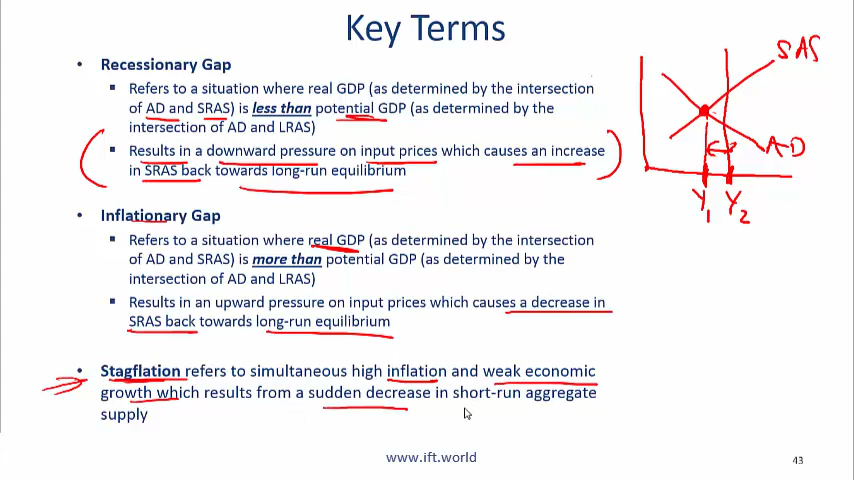 Key Terms
• Recessionary Gap
▪ Refers to a situation where real GDP (as determined by the intersection
of AD and SRAS) is less than potential GDP (as determined by the
intersection of AD and LRAS)
▪ Results in a downward pressure on input prices which causes an increase
in SRAS back towards long-run equilibrium
• Inflationary Gap
▪ Refers to a situation where real GDP (as determined by the intersection
of AD and SRAS) is more than potential GDP (as determined by the
intersection of AD and LRAS)
▪ Results in an upward pressure on input prices which causes a decrease in
SRAS back towards long-run equilibrium
• Stagflation refers to simultaneous high inflation and weak economic
growth which results from a sudden decrease in short-run aggregate
supply
SAS
AD
Y1 Y2
www.ift.world
43